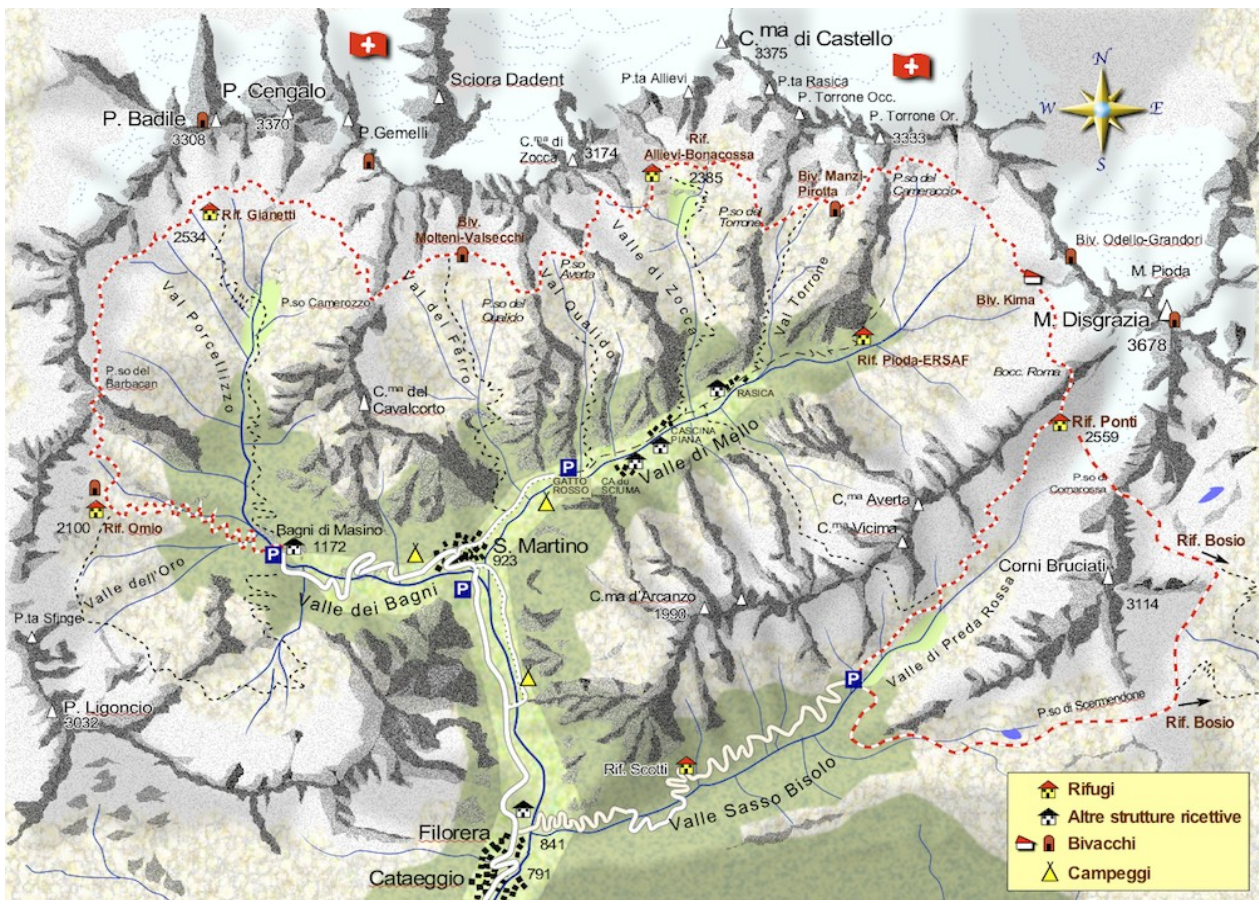 C.ma di Castello
3375
N
W
E
S
Sciora Dadent
P.ta Allievi
P.ta Rasica
P. Cengalo
3370
P. Torrone Occ.
P. Badile
3308
P.Gemelli
P. Torrone Or.
3333
C.ma di
Zocca
3174
Rif.
Allievi-Bonacossa
2385
Biv. Manzi-
Pirotta
P.so del
Cameraccio
Rif. Gianetti
2534
Biv.
Molteni-Valsecchi
P.so del
Torrone
Biv. Odello-Grandori
P.so
Averta
M. Pioda
P.so Camerozzo
P.so del
Qualido
Biv. Kima
M. Disgrazia
3678
Val Porcellizzo
Val del Ferro
Val Qualido
Valle di Zocca
Val Torrone
Rif. Pioda-ERSAF
P.so del
Barbacan
C.ma del
Cavalcorto
RASICA
Bocc. Roma
Rif. Ponti
2559
CASCINA
PIANA
Valle di Mello
GATTO
ROSSO
CA du
SCIUMA
P.so di
Cornarossa
C.ma Averta
2100
Rif. Omio
Bagni di Masino
1172
S. Martino
923
C.ma Vicima
Rif. Bosio
Corni Bruciati
3114
Valle dell'Oro
Valle dei Bagni
C.ma d'Arcanzo
1990
P.ta Sfinge
Valle di Preda Rossa
P. Ligoncio
3032
P.so di Scermendone
Rif. Bosio
Rif. Scotti
Valle Sasso Bisolo
Filorera
841
Cataeggio
791
Rifugi
Altre strutture ricettive
Bivacchi
Campeggi
P
P
P
P